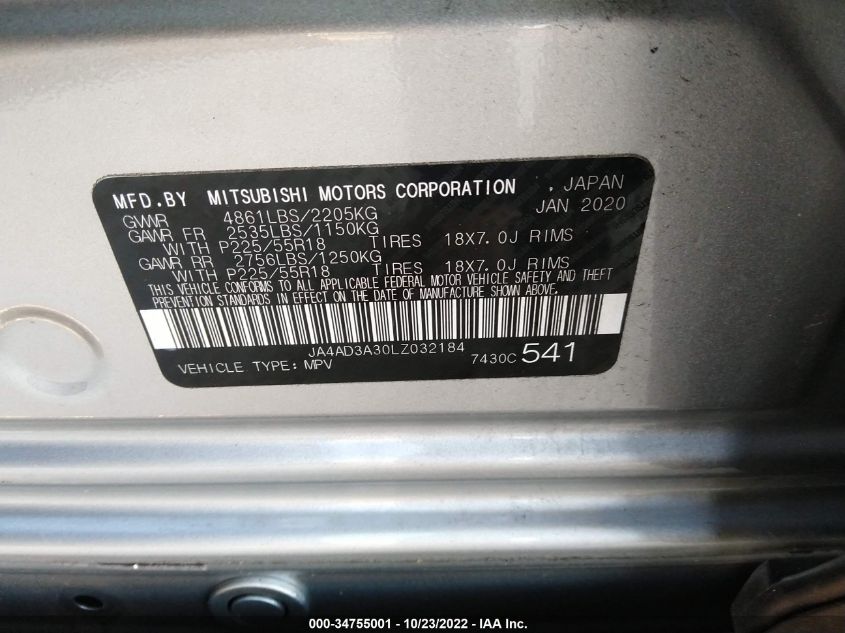 MFD.BY MITSUBISHI MOTORS CORPORATION , JAPAN
GVWR 4861LBS/2205KG JAN 2020
GAWR FR 2535LBS/1150KG
WITH P225/55R18 TIRES 18X7.0J RIMS
GAWR RR 2756LBS/1250KG
WITH P225/55R18 TIRES 18X7.0J RIMS
THIS VEHICLE CONFORMS TO ALL APPLICABLE FEDERAL MOTOR VEHICLE SAFETY AND THEFT
PREVENTION STANDARDS IN EFFECT ON THE DATE OF MANUFACTURE SHOWN ABOVE.
JA4AD3A30LZ032184
VEHICLE TYPE: MPV 7430C 541
000-34755001 - 10/23/2022 - IAA Inc.